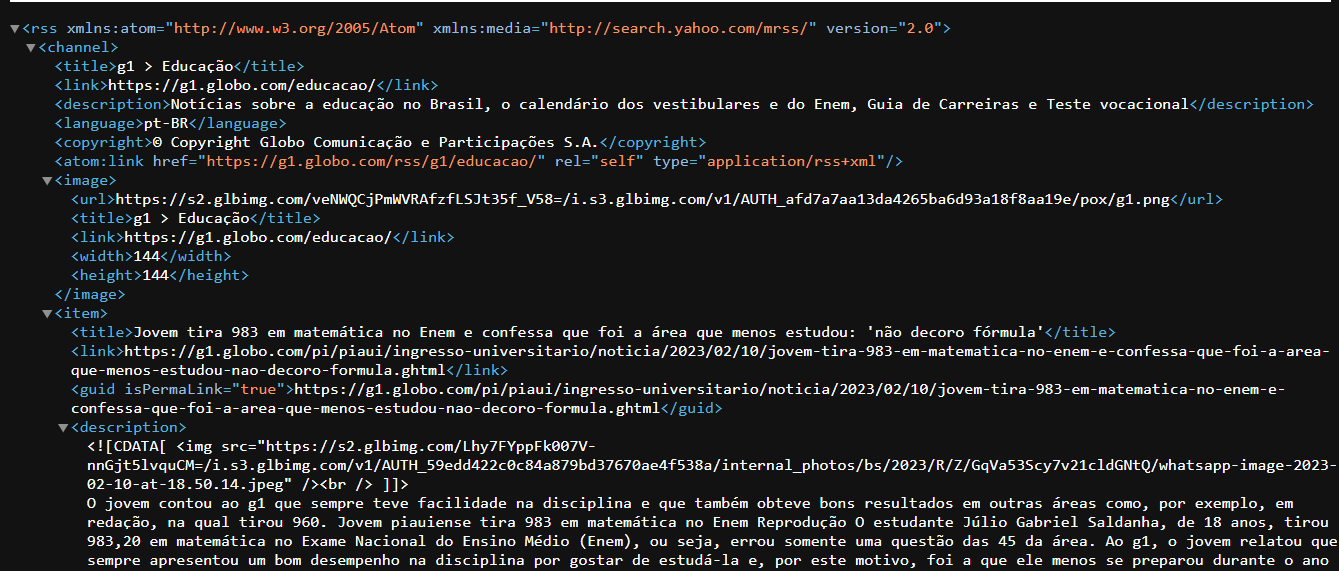 ▼<rss xmlns:atom="http://www.w3.org/2005/Atom" xmlns:media="http://search.yahoo.com/mrss/" version="2.0">
▼<channel>
<title>g1 > Educação</title>
<link>https://g1.globo.com/educacao/</link>
<description>Notícias sobre a educação no Brasil, o calendário dos vestibulares e do Enem, Guia de Carreiras e Teste vocacional</description>
<language>pt-BR</language>
<copyright>© Copyright Globo Comunicação e Participações S.A.</copyright>
<atom:link href="https://g1.globo.com/rss/g1/educacao/" rel="self" type="application/rss+xml"/>
▼<image>
<url>https://s2.glbimg.com/veNWQCjPmWVRAfzfLSJt35f_V58=/i.s3.glbimg.com/v1/AUTH_afd7a7aa13da4265ba6d93a18f8aa19e/pox/g1.png</url>
<title>g1 > Educação</title>
<link>https://g1.globo.com/educacao/</link>
<width>144</width>
<height>144</height>
</image>
▼<item>
<title>Jovem tira 983 em matemática no Enem e confessa que foi a área que menos estudou: 'não decoro fórmula'</title>
<link>https://g1.globo.com/pi/piaui/ingresso-universitario/noticia/2023/02/10/jovem-tira-983-em-matematica-no-enem-e-confessa-que-foi-a-area-
que-menos-estudou-nao-decoro-formula.ghtml</link>
<guid isPermaLink="true">https://g1.globo.com/pi/piaui/ingresso-universitario/noticia/2023/02/10/jovem-tira-983-em-matematica-no-enem-e-
confessa-que-foi-a-area-que-menos-estudou-nao-decoro-formula.ghtml</guid>
▼<description>
<![CDATA[ <img src="https://s2.glbimg.com/Lhy7FYppFk007V-
nnGjt5lvquCM=/i.s3.glbimg.com/v1/AUTH_59edd422c0c84a879bd37670ae4f538a/internal_photos/bs/2023/R/Z/GqVa53Scy7v21cldGNtQ/whatsapp-image-2023-
02-10-at-18.50.14.jpeg" /><br /> ]]>
O jovem contou ao g1 que sempre teve facilidade na disciplina e que também obteve bons resultados em outras áreas como, por exemplo, em
redação, na qual tirou 960. Jovem piauiense tira 983 em matemática no Enem Reprodução O estudante Júlio Gabriel Saldanha, de 18 anos, tirou
983,20 em matemática no Exame Nacional do Ensino Médio (Enem), ou seja, errou somente uma questão das 45 da área. Ao g1, o jovem relatou que
sempre apresentou um bom desempenho na disciplina por gostar de estudá-la e, por este motivo, foi a que ele menos se preparou durante o ano